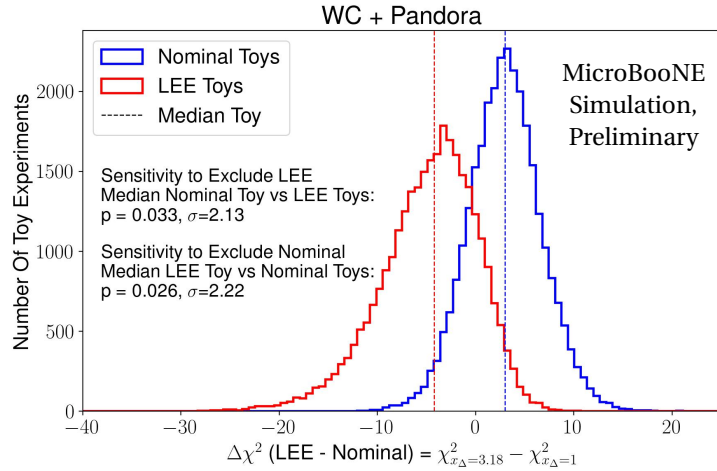 WC + Pandora
Nominal Toys
LEE Toys
Median Toy
MicroBooNE
Simulation,
Preliminary
Sensitivity to Exclude LEE
Median Nominal Toy vs LEE Toys:
p = 0.033, σ=2.13
Sensitivity to Exclude Nominal
Median LEE Toy vs Nominal Toys:
p = 0.026, σ=2.22
Number Of Toy Experiments
2000
1500
1000
500
0
−40 −30 −20 −10 0 10 20
Δχ² (LEE - Nominal) = χ²_{x_Δ=3.18} − χ²_{x_Δ=1}